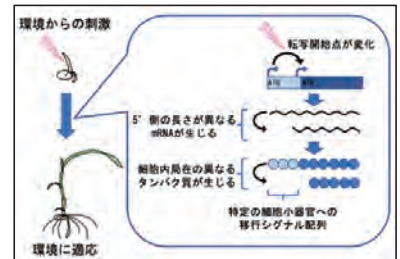 環境からの刺激
転写開始点が変化
ATG
ATG
5'側の長さが異なる
mRNAが生じる
細胞内局在の異なる
タンパク質が生じる
特定の細胞小器官への
移行シグナル配列
環境に適応